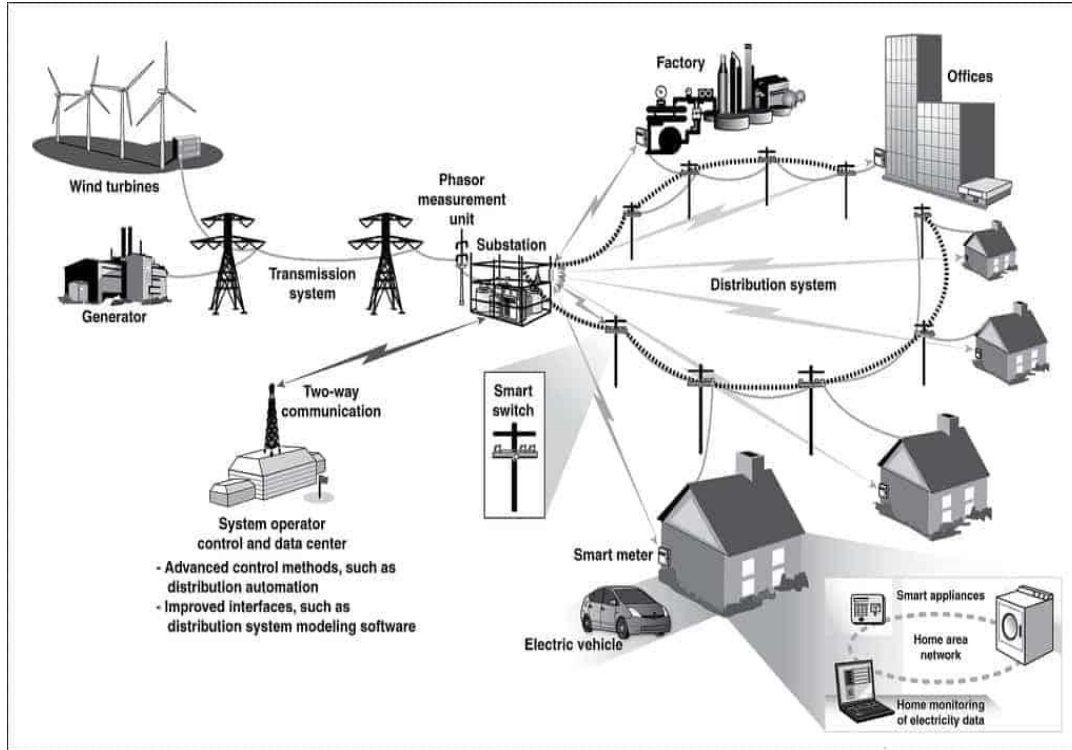 Factory
Offices
Wind turbines
Phasor
measurement
unit
Substation
Transmission
system
Generator
Distribution system
Two-way
communication
Smart
switch
System operator
control and data center
- Advanced control methods, such as
distribution automation
- Improved interfaces, such as
distribution system modeling software
Smart meter
Electric vehicle
Smart appliances
Home area
network
Home monitoring
of electricity data